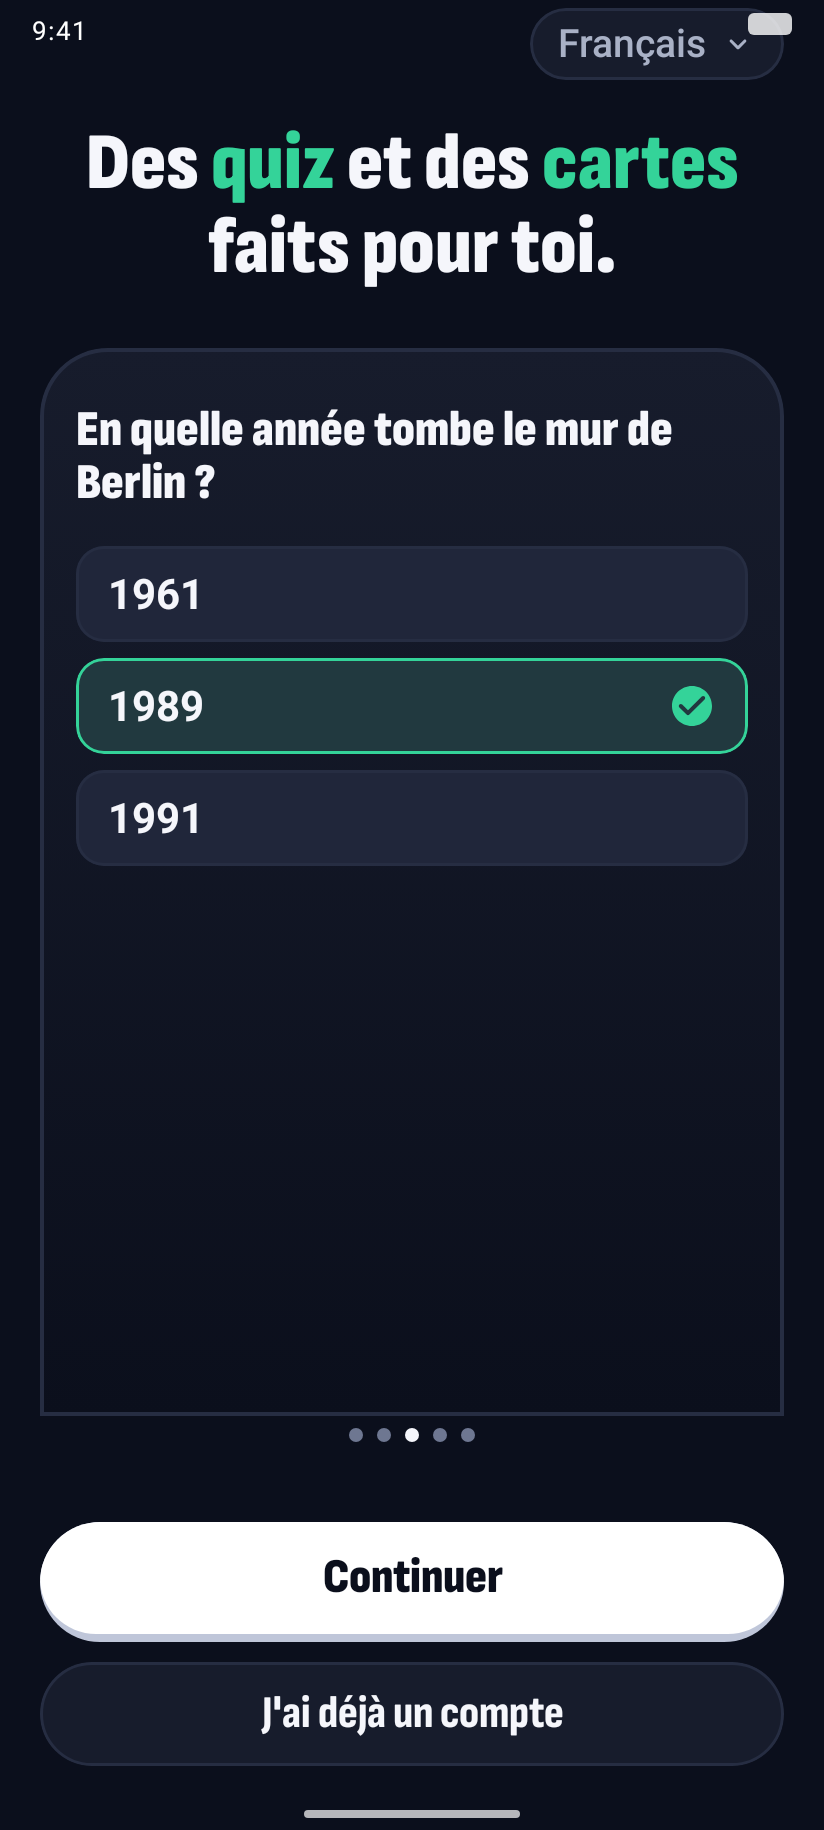 9:41
Français
Des quiz et des cartes
faits pour toi.
En quelle année tombe le mur de
Berlin ?
1961
1989
1991
Continuer
J'ai déjà un compte